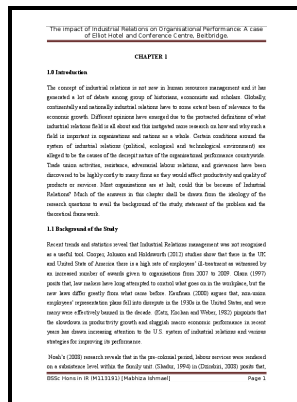 The Impact of Industrial Relations on Organisational Performance: A case
of Elliot Hotel and Conference Centre, Beitbridge.
CHAPTER 1
1.0 Introduction
The concept of industrial relations is not new in human resources management and it has
generated a lot of debate among group of historians, economists and scholars. Globally,
continentally and nationally industrial relations have to some extent been of relevance to the
economic growth. Different opinions have emerged due to the protracted definitions of what
industrial relations field is all about and this instigated more research on how and why such a
field is important in organisations and nations as a whole. Certain conditions around the
system of industrial relations (political, ecological and technological environment) are
alleged to be the causes of the decrepit nature of the organisational performance countrywide.
Trade union activities, resistance, adversarial labour relations, and grievances have been
discovered to be highly costly to many firms as they would affect productivity and quality of
products or services. Most organisations are at halt, could this be because of Industrial
Relations? Much of the answers in this chapter shall be drawn from the ideology of the
research questions to avail the background of the study, statement of the problem and the
theoretical framework.
1.1 Background of the Study
Recent trends and statistics reveal that Industrial Relations management was not recognised
as a useful tool. Cooper, Johnson and Holdsworth (2012) studies show that there in the UK
and United State of America there is a high rate of employees' ill-treatment as witnessed by
an increased number of awards given to organisations from 2007 to 2009. Olson (1997)
posits that, law makers have long attempted to control what goes on in the workplace, but the
new laws differ greatly from what came before. Kaufman (2000) argues that, non-union
employees' representation plans fell into disrepute in the 1930s in the United States, and were
many were effectively banned in the decade. (Katz, Kochan and Weber, 1982) pinpoints that
the slowdown in productivity growth and sluggish macro economic performance in recent
years has drawn increasing attention to the U.S. system of industrial relations and various
strategies for improving its performance.
Noah's (2008) research reveals that in the pre-colonial period, labour services were rendered
on a subsistence level within the family unit (Shadur, 1994) in (Dzimbiri, 2008) posits that,
BSSc Hons in IR IM113191) [Mabhiza Ishmael]
Page 1